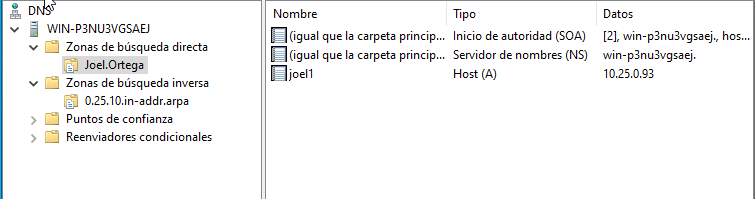 DNS
WIN-P3NU3VGSAEJ
Zonas de búsqueda directa
Joel.Ortega
Zonas de búsqueda inversa
0.25.10.in-addr.arpa
Puntos de confianza
Reenviadores condicionales
Nombre Tipo Datos
(igual que la carpeta princip... Inicio de autoridad (SOA) [2], win-p3nu3vgsaej., hos...
(igual que la carpeta princip... Servidor de nombres (NS) win-p3nu3vgsaej.
joel1 Host (A) 10.25.0.93